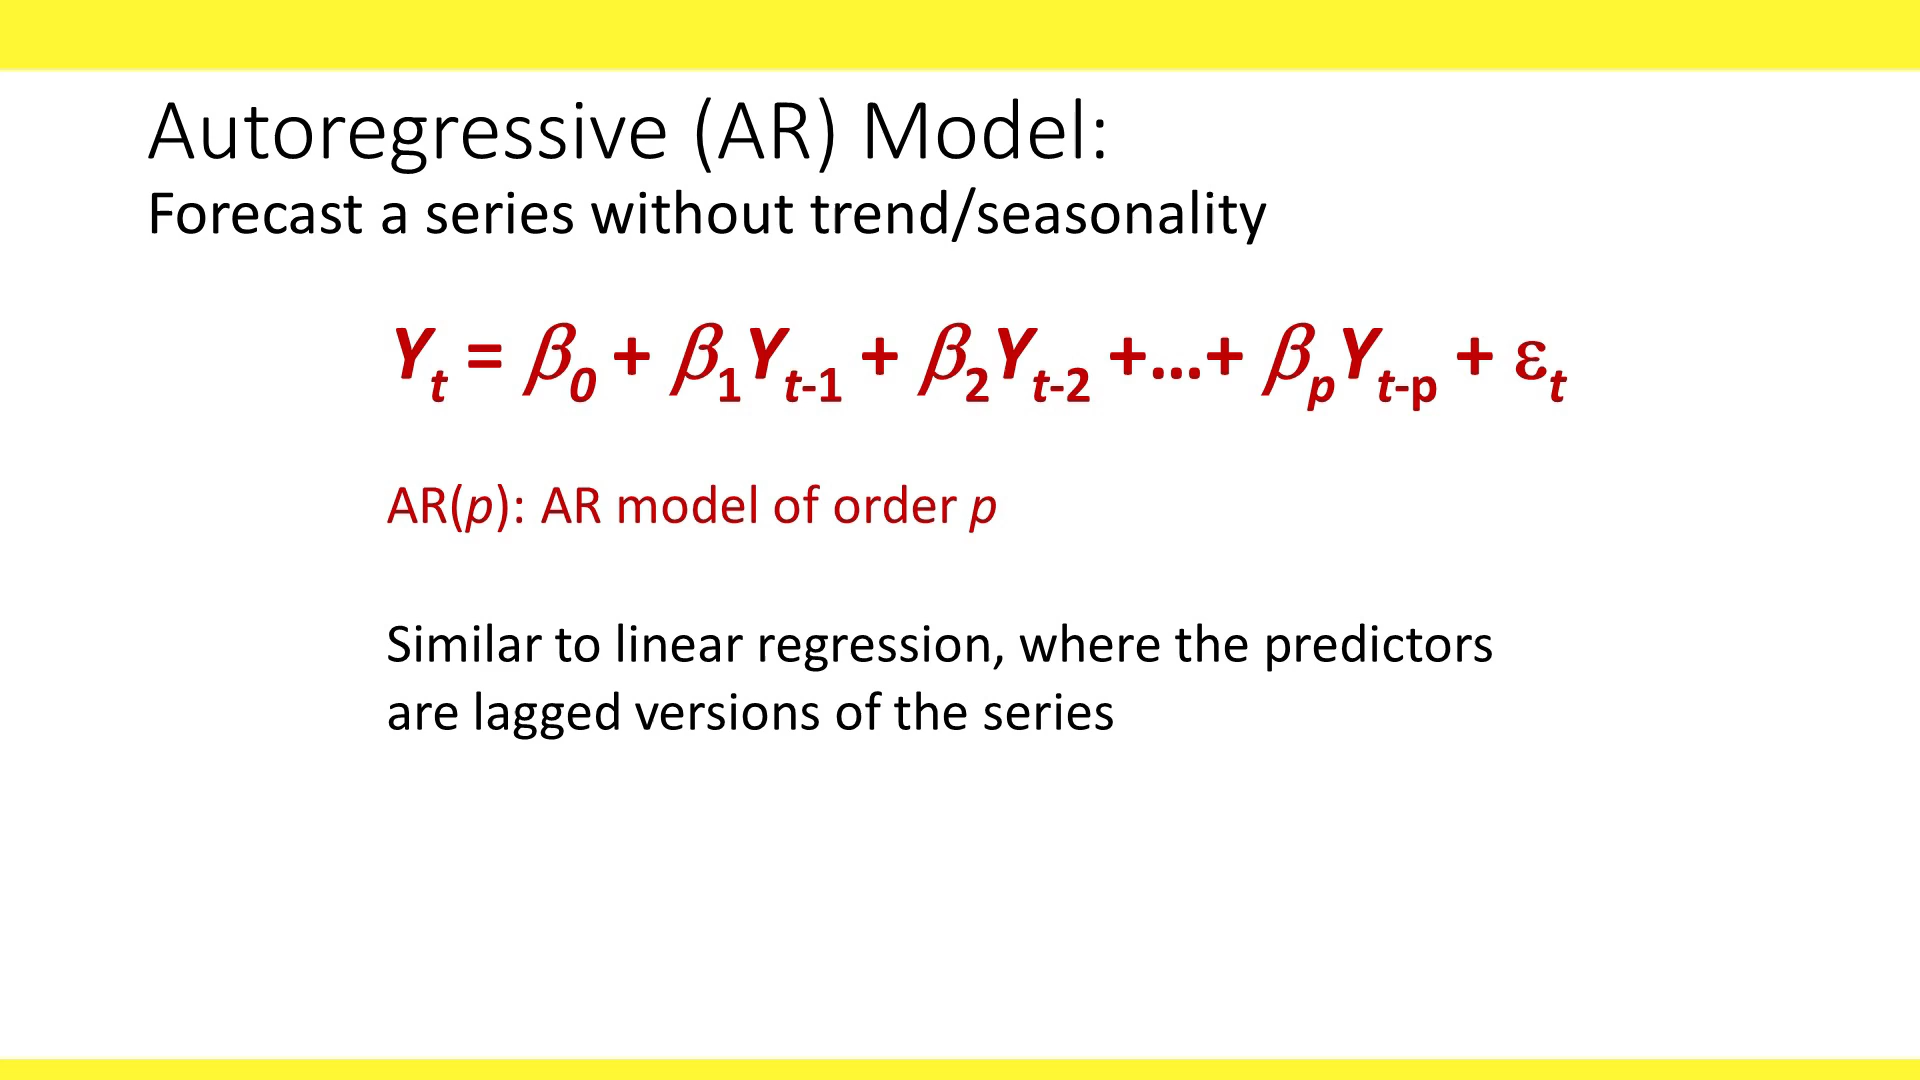 Autoregressive (AR) Model:
Forecast a series without trend/seasonality
Yt = β0 + β1Yt-1 + β2Yt-2 +…+ βpYt-p + εt
AR(p): AR model of order p
Similar to linear regression, where the predictors
are lagged versions of the series